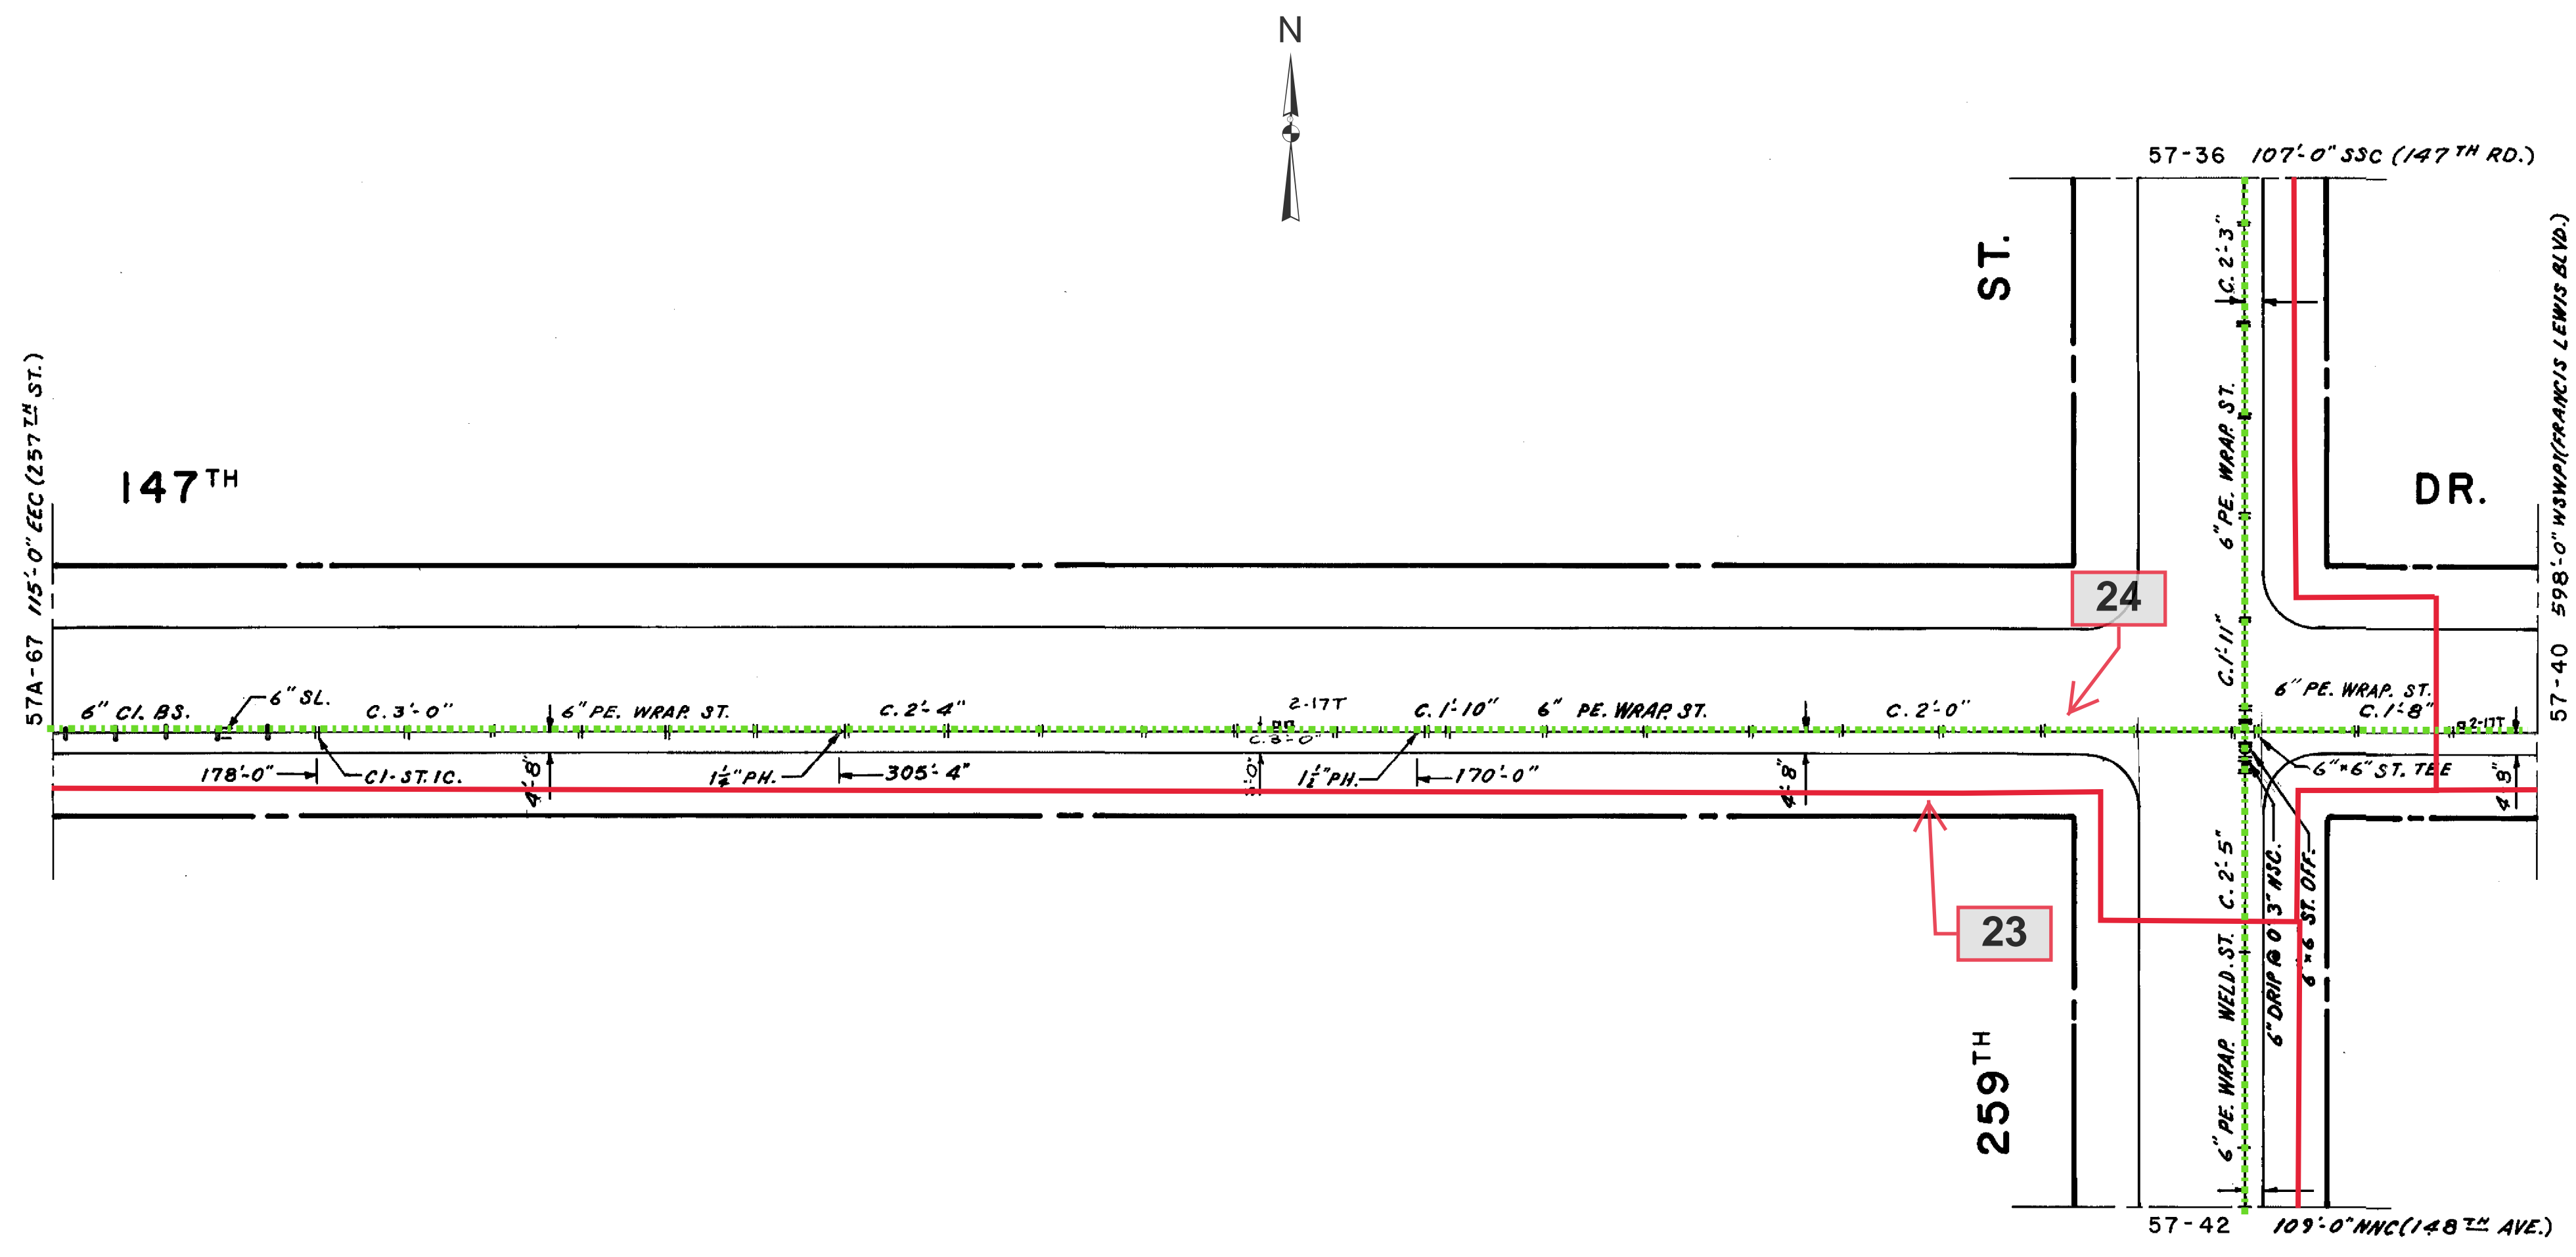 N
57-36 107'-0" SSC (147TH RD.)
ST.
C. 2'-3"
598'-0" WSWPI (FRANCIS LEWIS BLVD.)
57-40
115'-0" EEC (257TH ST.)
57A-67
147TH
DR.
6" PE. WRAP. ST.
24
C. 1'-11"
6" PE. WRAP. ST.
C. 1'-8"
2-17T
6" CI. BS.
6" SL.
C. 3'-0"
6" PE. WRAP. ST.
C. 2'-4"
2-17T
C. 3'-0"
C. 1'-10"
6" PE. WRAP. ST.
C. 2'-0"
178'-0"
CI-ST. IC.
4'-8"
1¼" PH.
305'-4"
1½" PH.
170'-0"
4'-8"
6"x6" ST. TEE
4'-8"
23
C. 2'-5"
6" DRIP @ 0'3" NSC.
6"x6 ST. OFF.
6" PE. WRAP. WELD. ST.
259TH
57-42 109'-0" NNC (148TH AVE.)